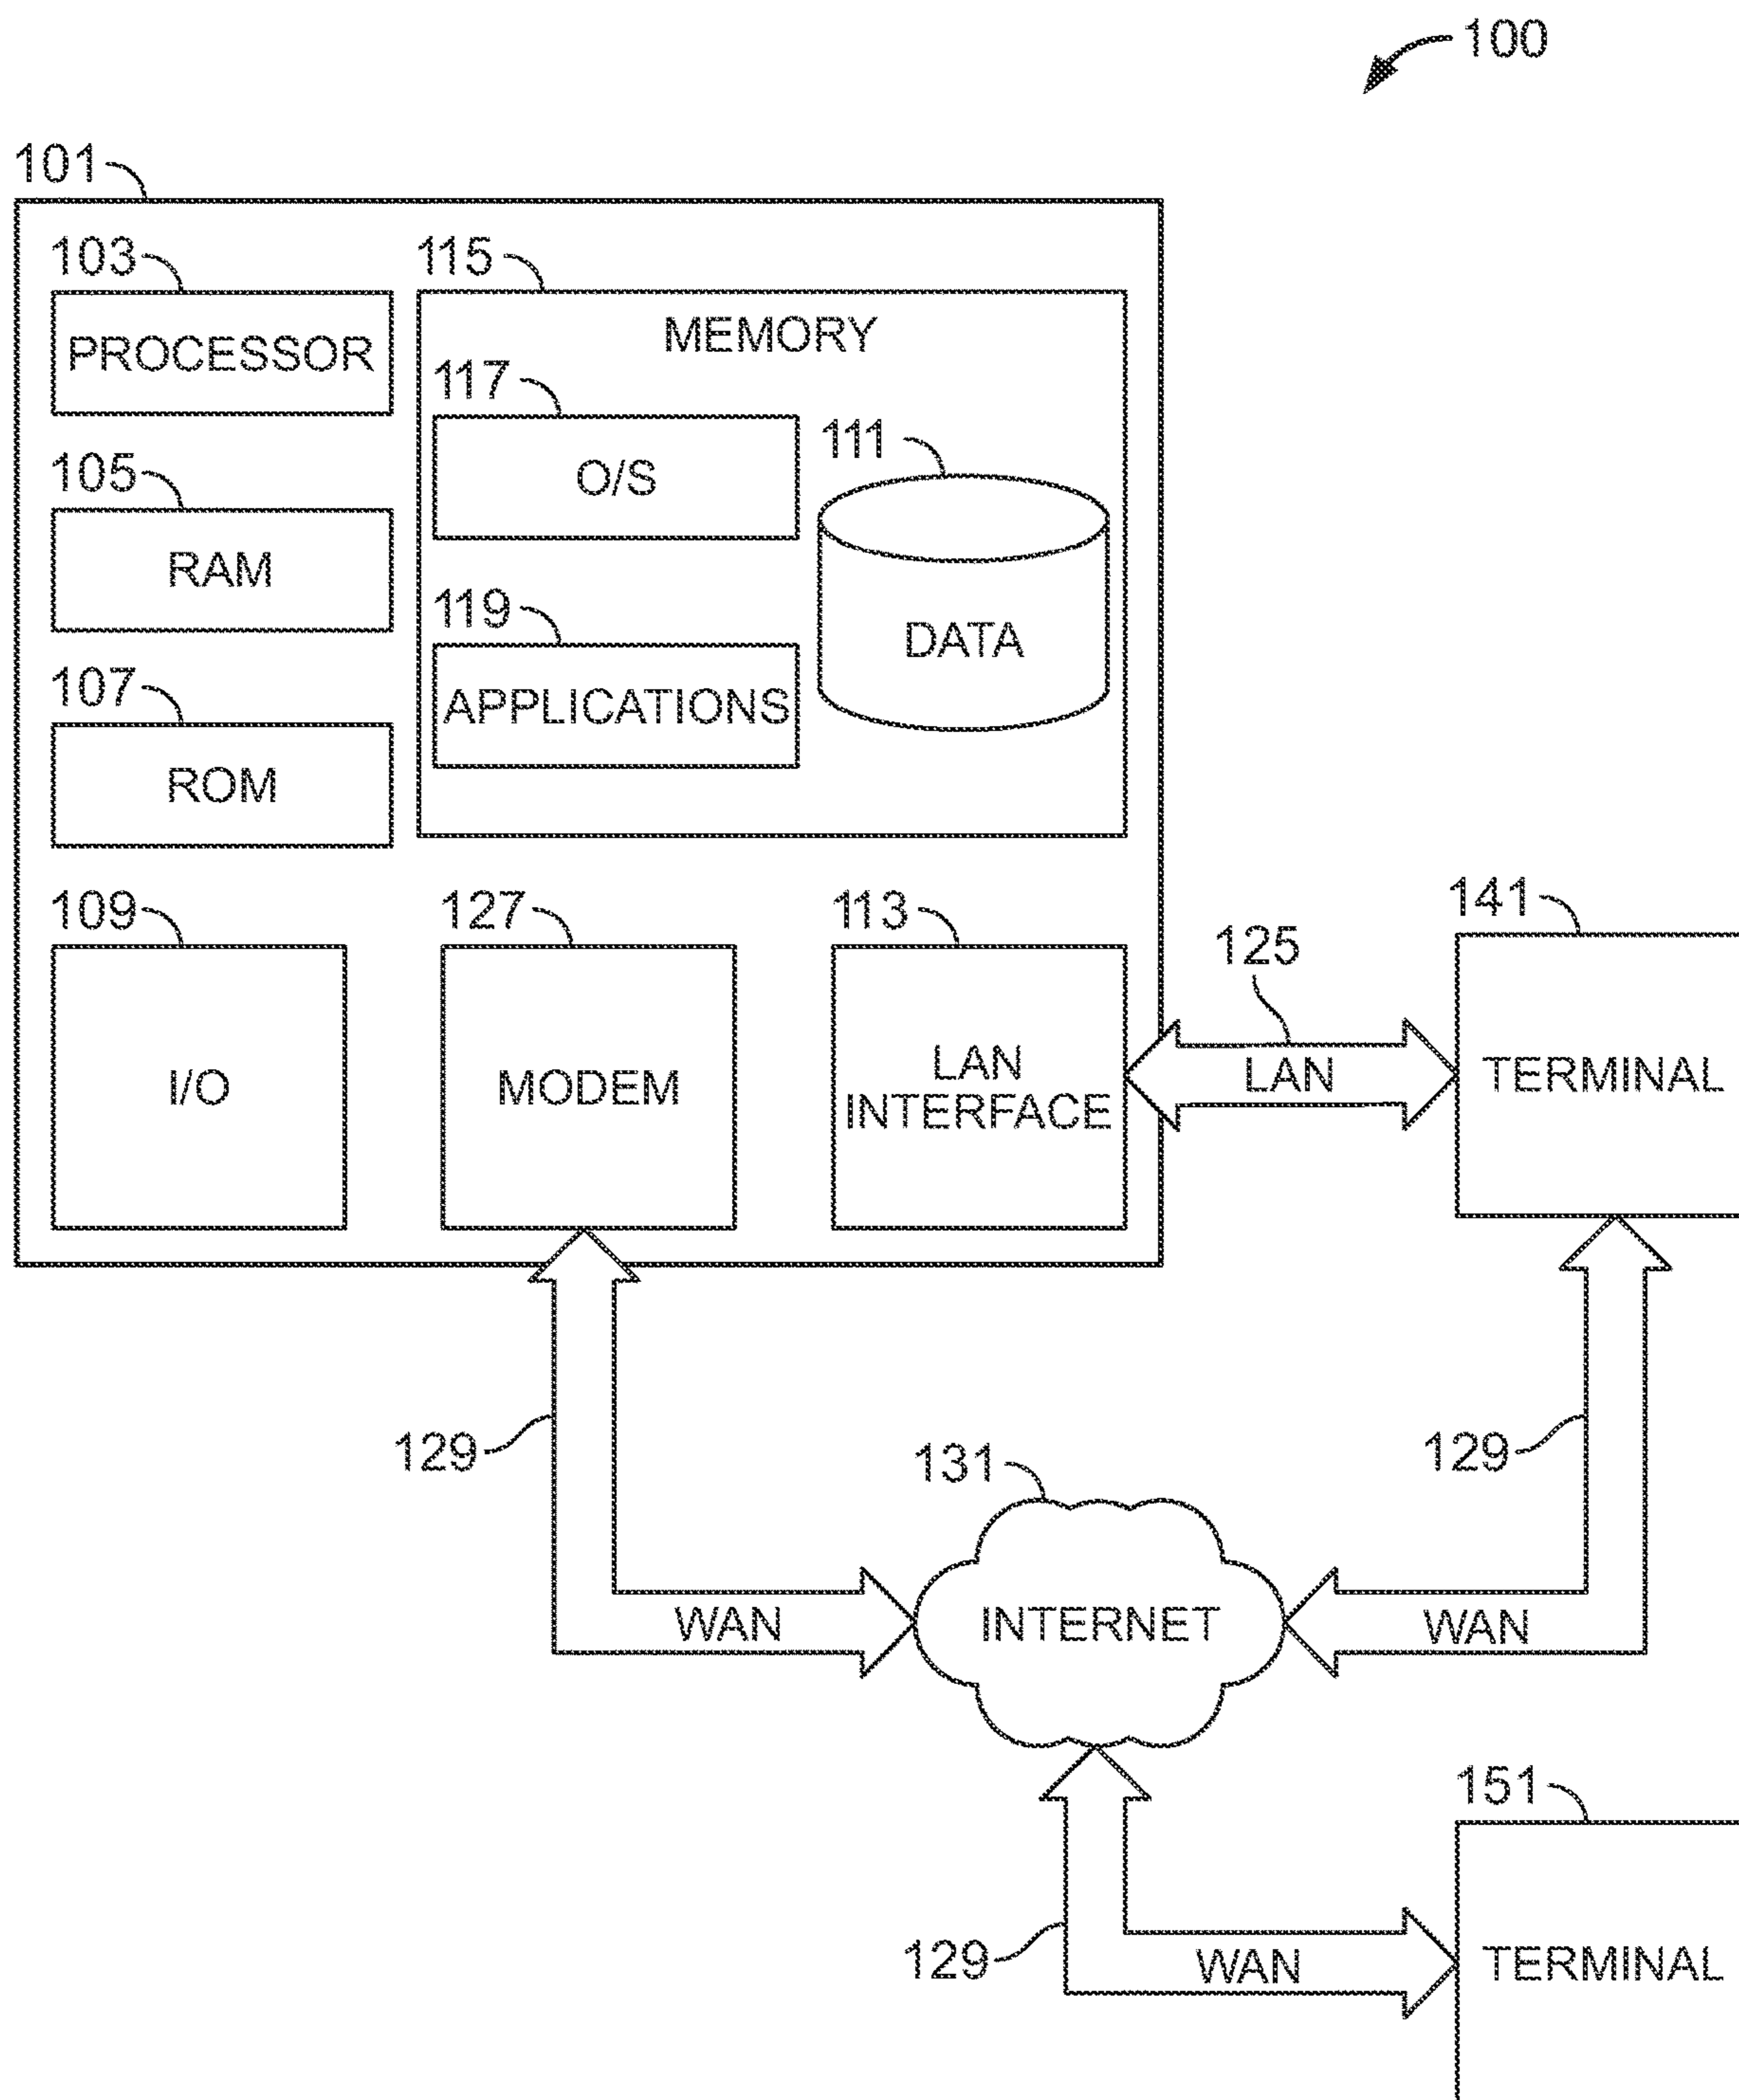 100
101
103
PROCESSOR
105
RAM
107
ROM
115
MEMORY
117
O/S
111
DATA
119
APPLICATIONS
109
I/O
127
MODEM
113
LAN
INTERFACE
125
LAN
141
TERMINAL
129
WAN
131
INTERNET
129
WAN
129
WAN
151
TERMINAL